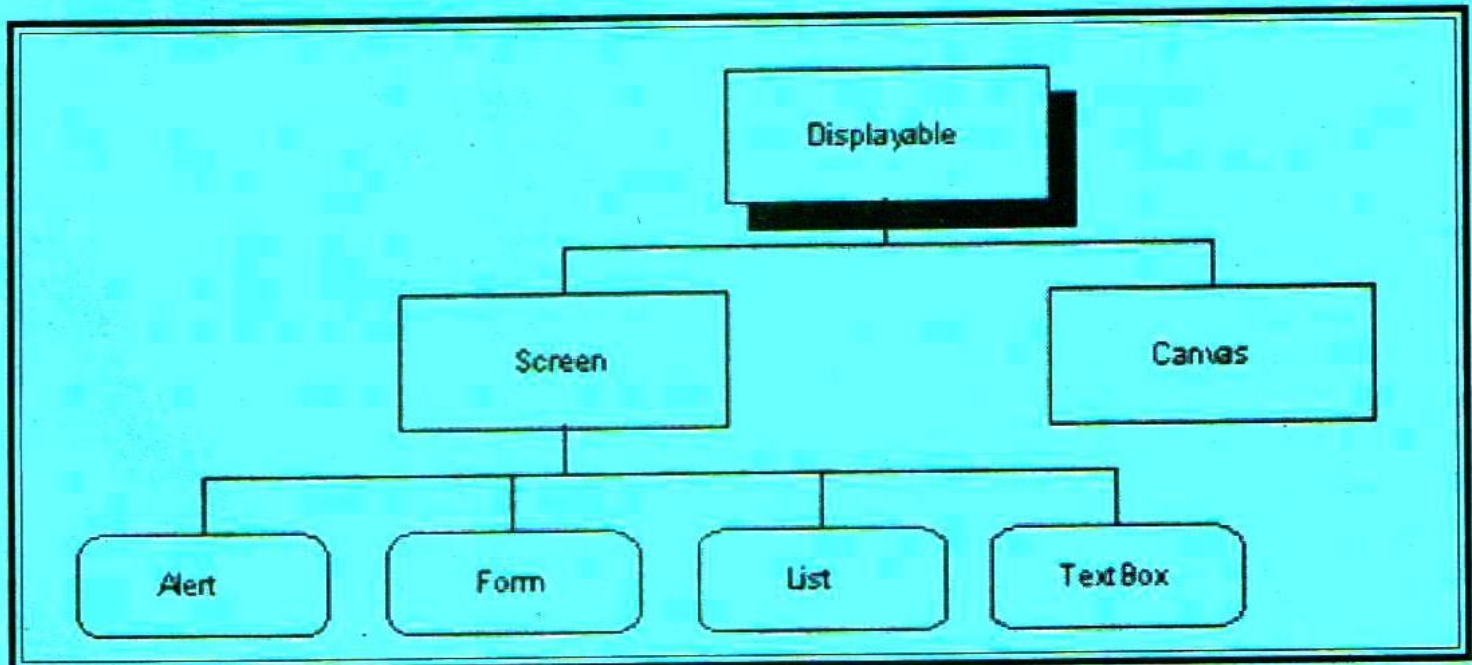 Displayable
Screen
Canvas
Alert
Form
List
TextBox